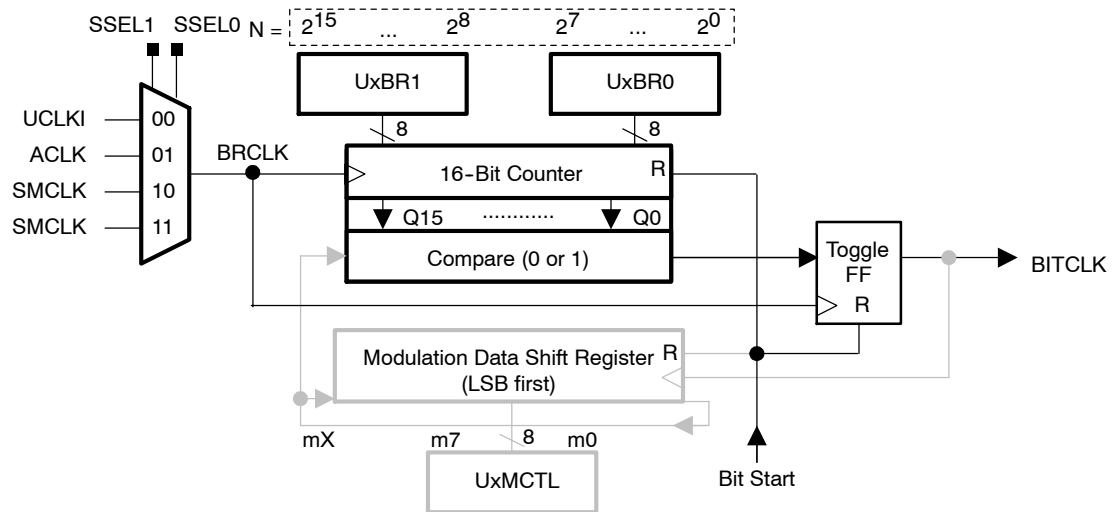 SSEL1 SSEL0 N = 2^15 ... 2^8 2^7 ... 2^0
UxBR1 UxBR0
8 8
UCLKI 00
ACLK 01 BRCLK
SMCLK 10
SMCLK 11
16-Bit Counter R
Q15 ............ Q0
Compare (0 or 1)
Toggle
FF
R
BITCLK
Modulation Data Shift Register R
(LSB first)
mX m7 8 m0
UxMCTL
Bit Start